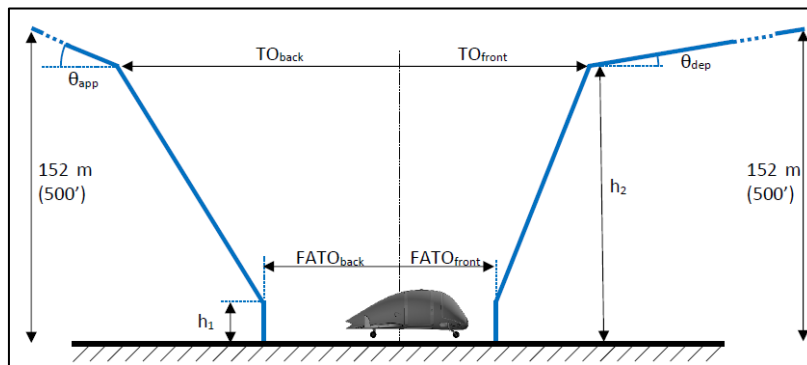 TOback TOfront
θapp
θdep
152 m
(500’)
152 m
(500’)
h2
FATOback FATOfront
h1